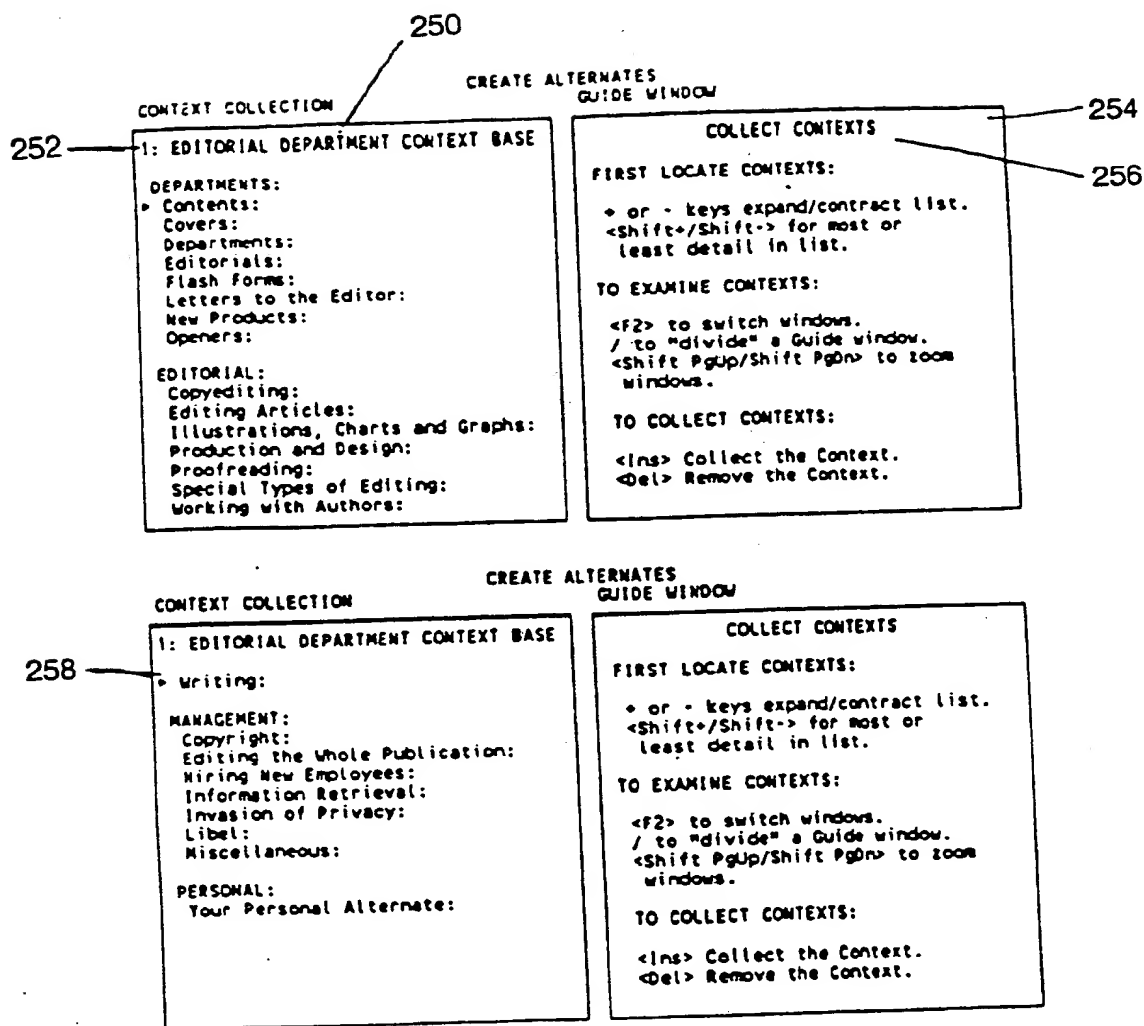 250
CREATE ALTERNATES
CONTEXT COLLECTION
GUIDE WINDOW
252
1: EDITORIAL DEPARTMENT CONTEXT BASE
DEPARTMENTS:
Contents:
Covers:
Departments:
Editorials:
Flash Forms:
Letters to the Editor:
New Products:
Openers:
EDITORIAL:
Copyediting:
Editing Articles:
Illustrations, Charts and Graphs:
Production and Design:
Proofreading:
Special Types of Editing:
Working with Authors:
254
COLLECT CONTEXTS
256
FIRST LOCATE CONTEXTS:
+ or - keys expand/contract list.
<Shift+/Shift-> for most or
least detail in list.
TO EXAMINE CONTEXTS:
<F2> to switch windows.
/ to "divide" a Guide window.
<Shift PgUp/Shift PgDn> to zoom
windows.
TO COLLECT CONTEXTS:
<Ins> Collect the Context.
<Del> Remove the Context.
CREATE ALTERNATES
CONTEXT COLLECTION
GUIDE WINDOW
1: EDITORIAL DEPARTMENT CONTEXT BASE
258
Writing:
MANAGEMENT:
Copyright:
Editing the Whole Publication:
Hiring New Employees:
Information Retrieval:
Invasion of Privacy:
Libel:
Miscellaneous:
PERSONAL:
Your Personal Alternate:
COLLECT CONTEXTS
FIRST LOCATE CONTEXTS:
+ or - keys expand/contract list.
<Shift+/Shift-> for most or
least detail in list.
TO EXAMINE CONTEXTS:
<F2> to switch windows.
/ to "divide" a Guide window.
<Shift PgUp/Shift PgDn> to zoom
windows.
TO COLLECT CONTEXTS:
<Ins> Collect the Context.
<Del> Remove the Context.